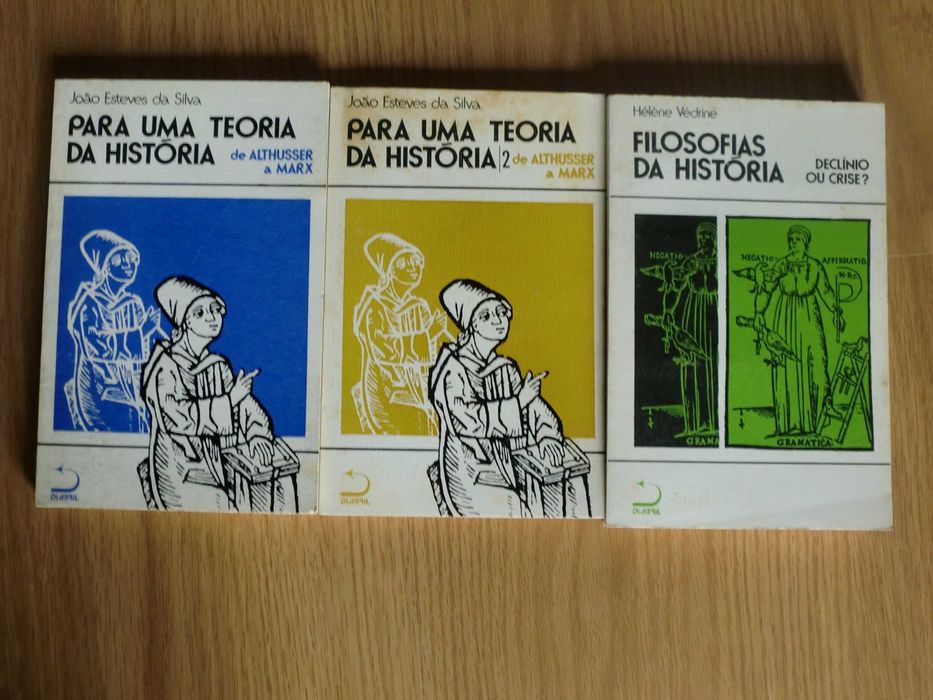 João Esteves da Silva
PARA UMA TEORIA
DA HISTÓRIA de ALTHUSSER
a MARX
DIABRIL
João Esteves da Silva
PARA UMA TEORIA
DA HISTÓRIA/2 de ALTHUSSER
a MARX
DIABRIL
Hélène Védrine
FILOSOFIAS
DA HISTÓRIA DECLÍNIO
OU CRISE?
NEGATIO
NEGATIO AFFIRMATIO
GRAMA
GRAMATICA.
DIABRIL